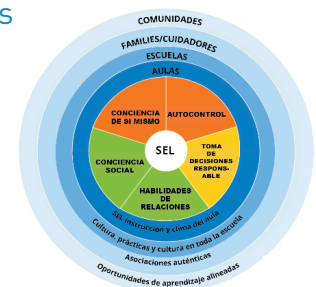 S
COMUNIDADES
FAMILIES/CUIDADORES
ESCUELAS
AULAS
CONCIENCIA
DE SI MISMO
AUTOCONTROL
SEL
CONCIENCIA
SOCIAL
TOMA
DE
DECISIONES
RESPONS-
ABLE
HABILIDADES
DE
RELACIONES
SEL Instrucción y clima del aula
Cultura, prácticas y cultura en toda la escuela
Asociaciones auténticas
Oportunidades de aprendizaje alineadas